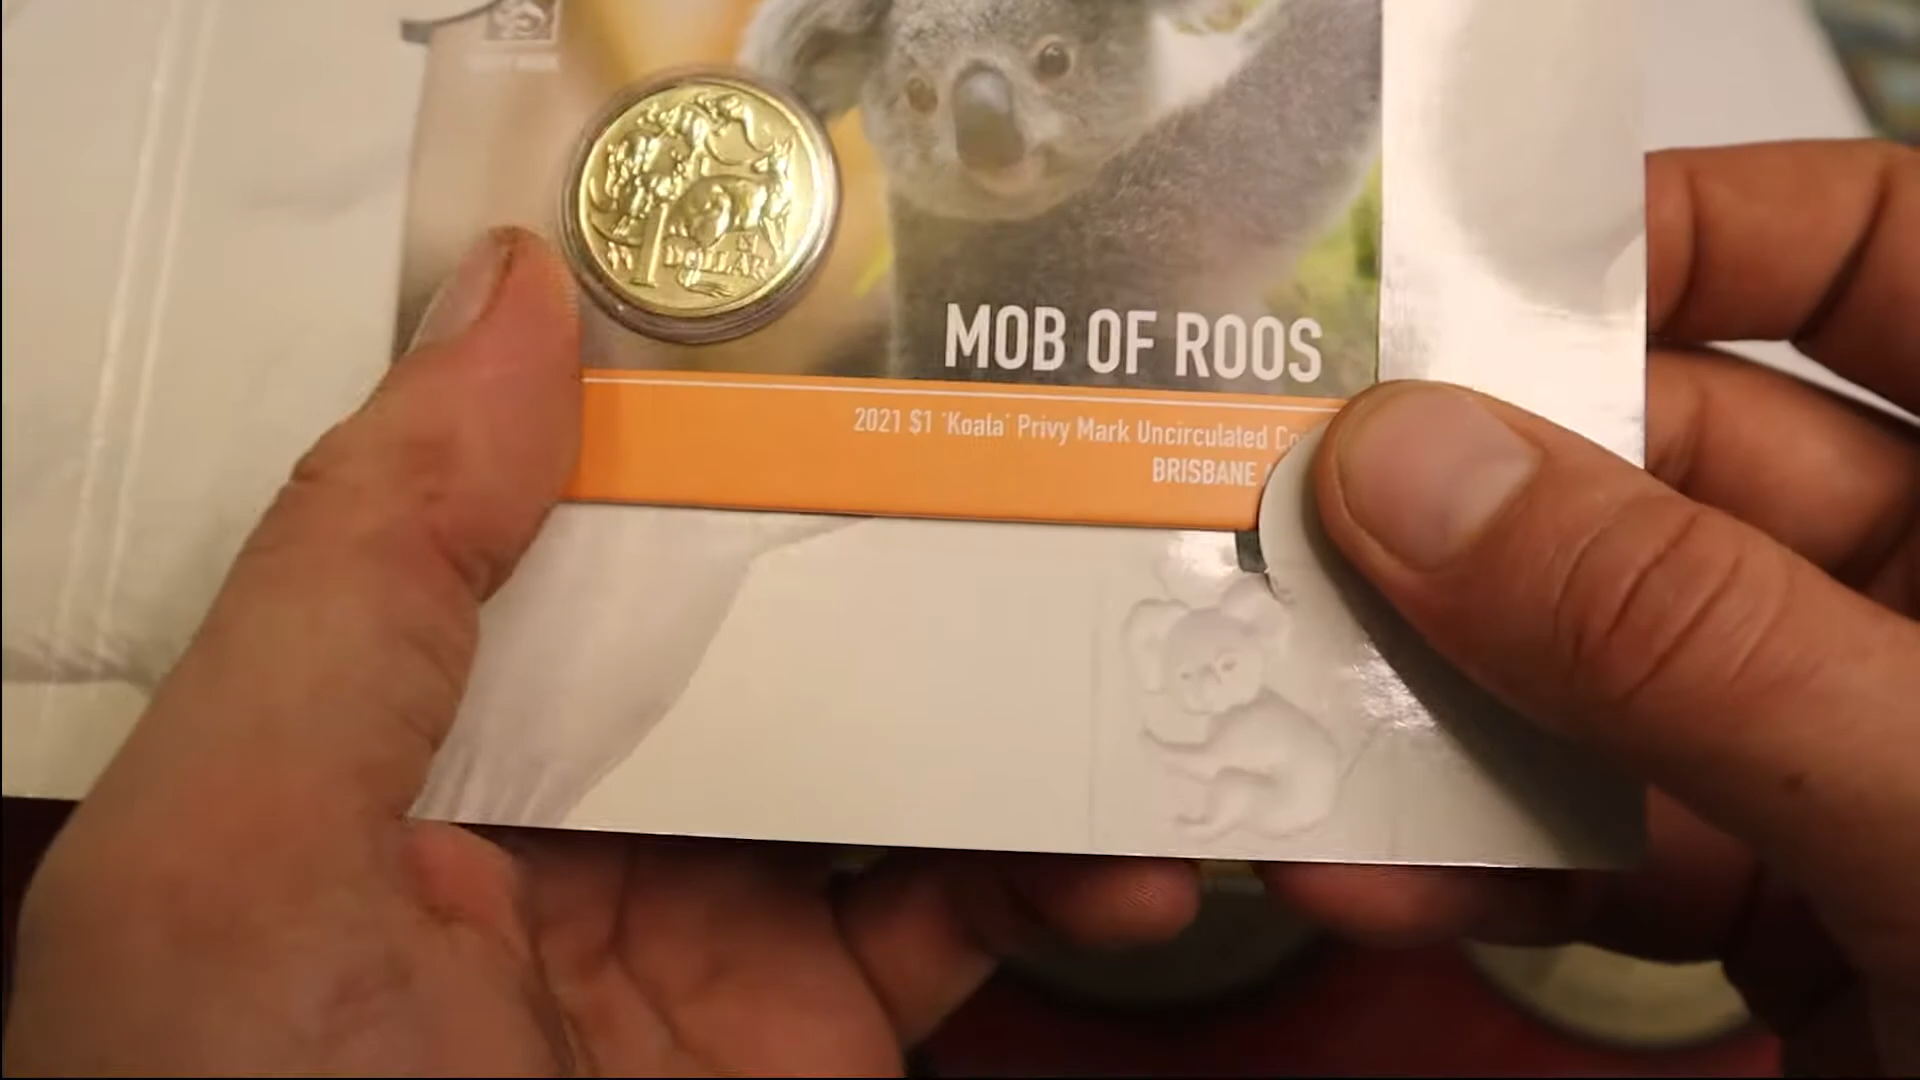 1
DOLLAR
MOB OF ROOS
2021 $1 'Koala' Privy Mark Uncirculated
BRISBANE